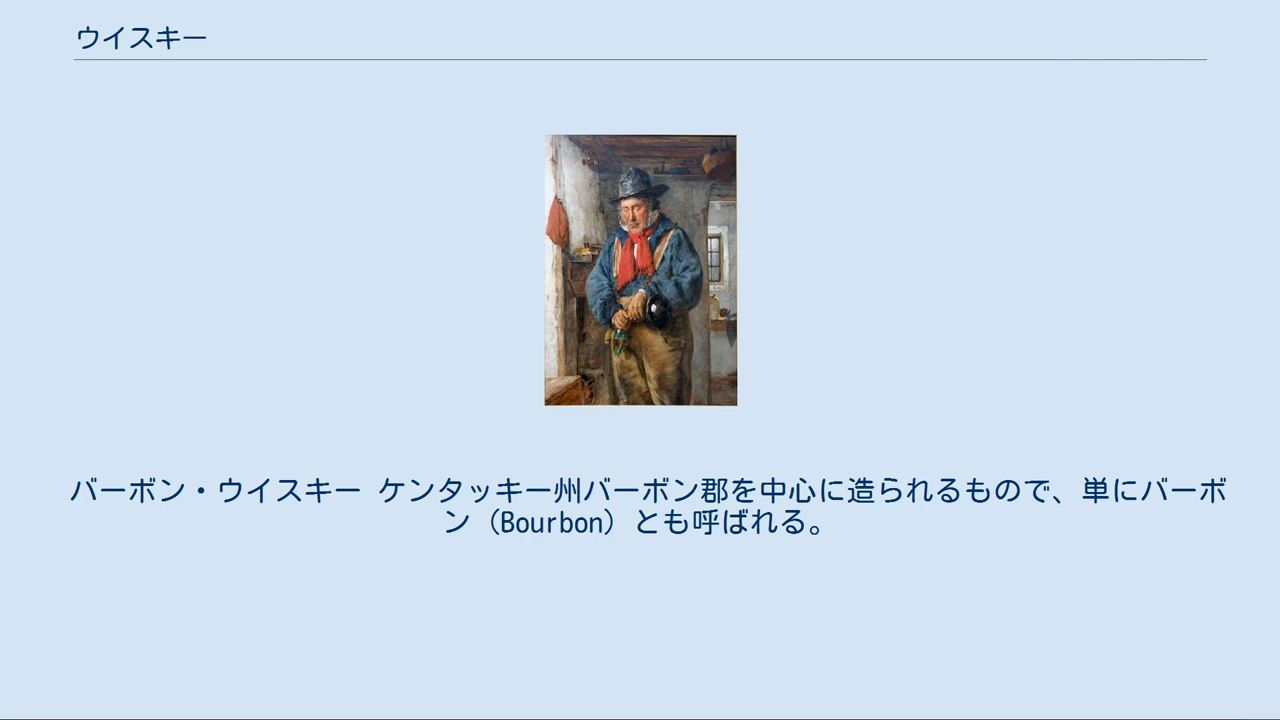 ウイスキー
バーボン・ウイスキー ケンタッキー州バーボン郡を中心に造られるもので、単にバーボ
ン（Bourbon）とも呼ばれる。